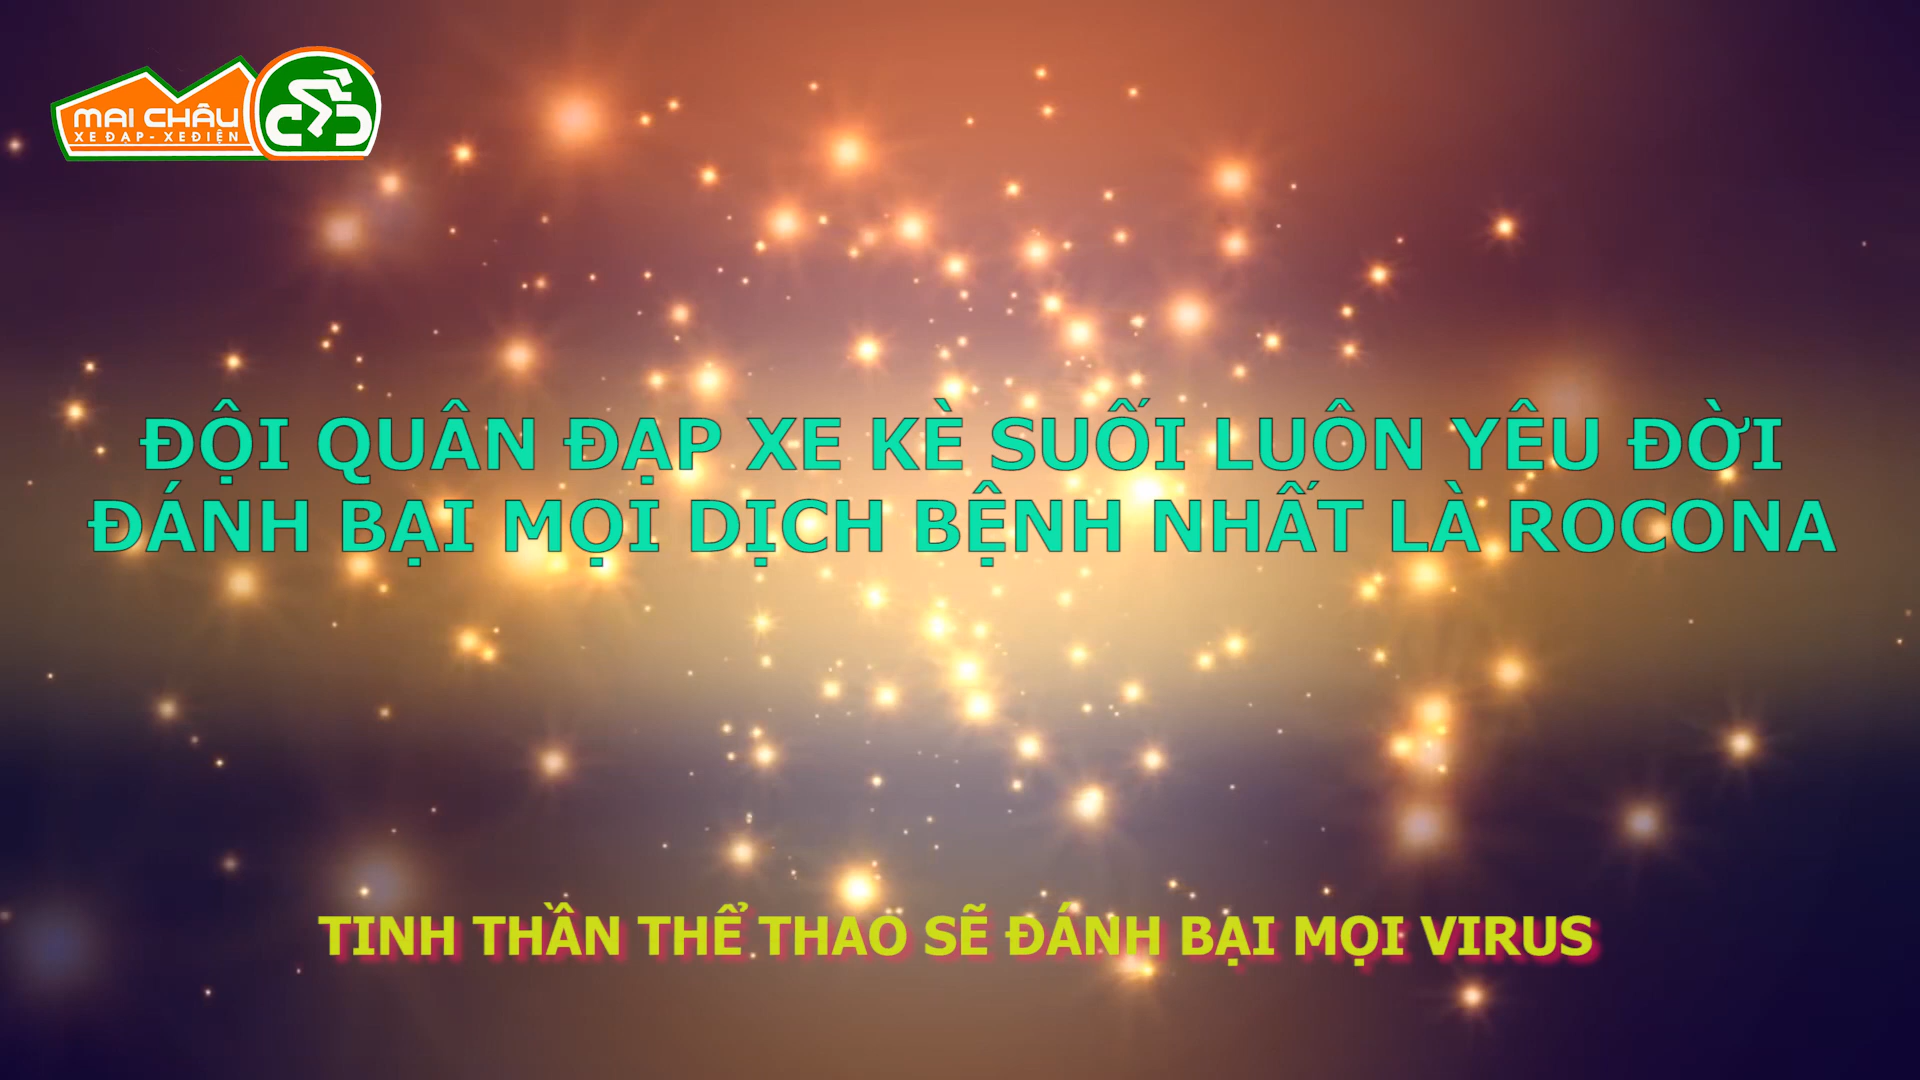 MAI CHÂU
XE ĐẠP - XE ĐIỆN
ĐỘI QUÂN ĐẠP XE KÈ SUỐI LUÔN YÊU ĐỜI
ĐÁNH BẠI MỌI DỊCH BỆNH NHẤT LÀ ROCONA
TINH THẦN THỂ THAO SẼ ĐÁNH BẠI MỌI VIRUS